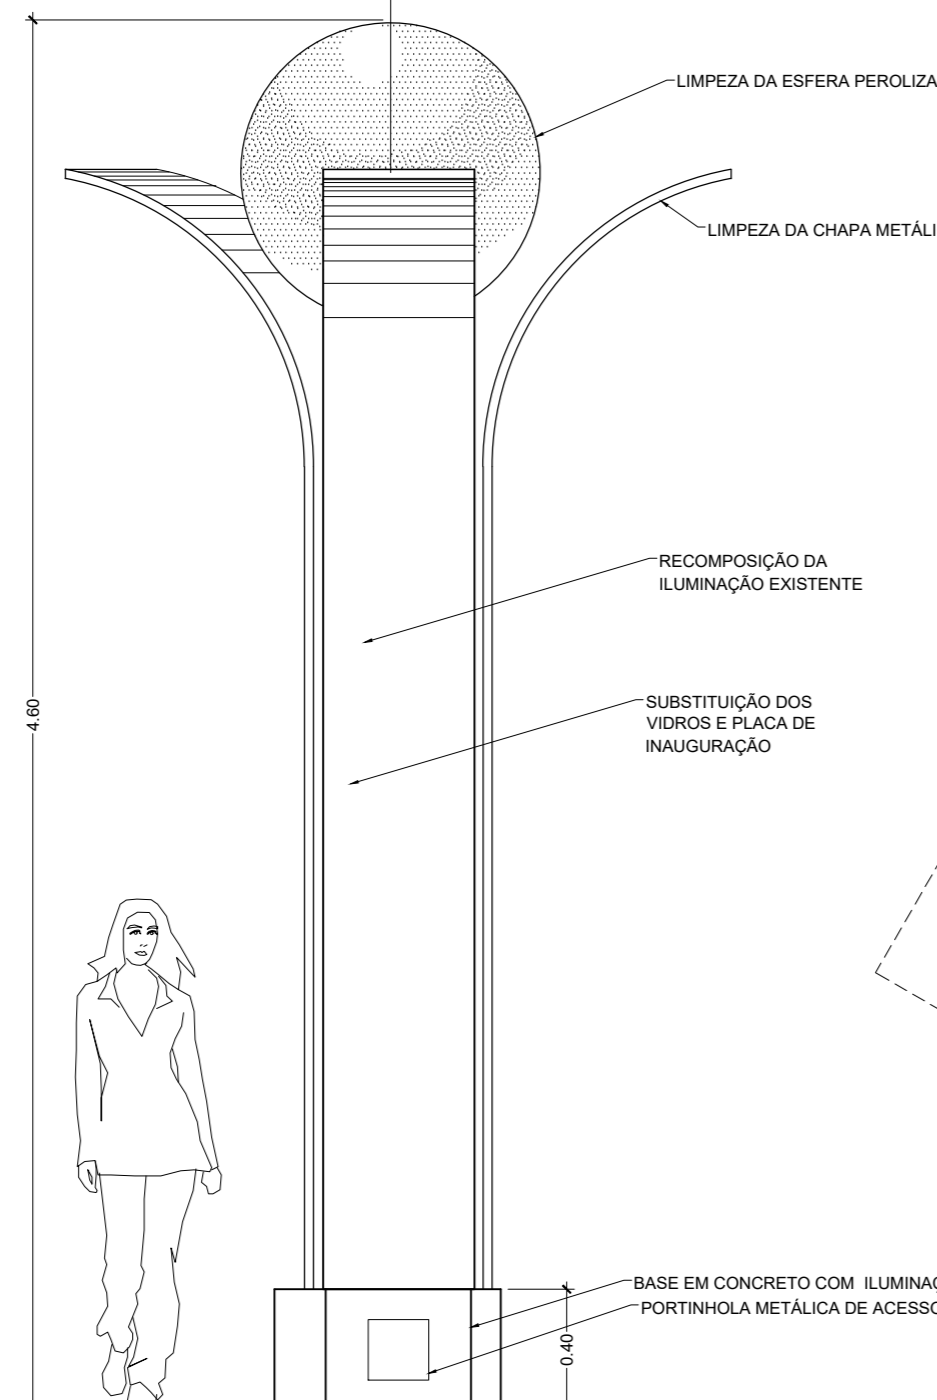 LIMPEZA DA ESFERA PEROLIZA
LIMPEZA DA CHAPA METÁLI
RECOMPOSIÇÃO DA
ILUMINAÇÃO EXISTENTE
4.60
SUBSTITUIÇÃO DOS
VIDROS E PLACA DE
INAUGURAÇÃO
BASE EM CONCRETO COM ILUMINAÇ
PORTINHOLA METÁLICA DE ACESSO
0.40